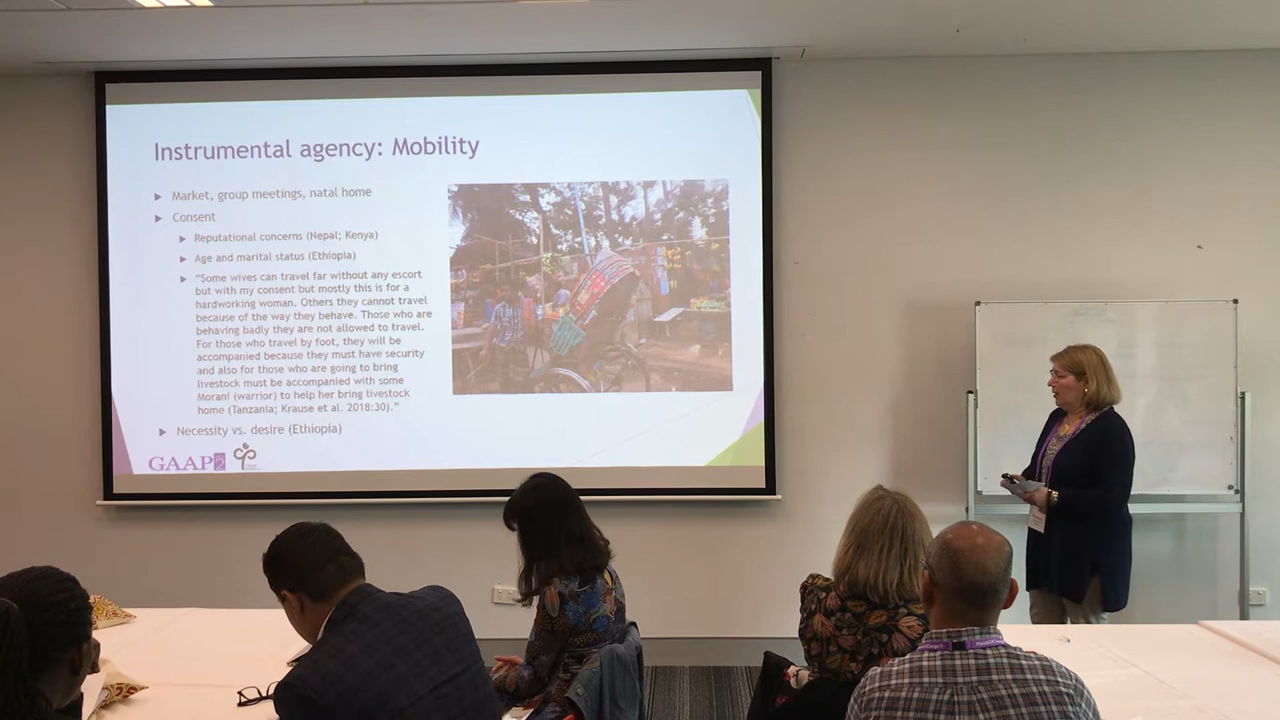 Instrumental agency: Mobility
Market, group meetings, natal home
Consent
Reputational concerns (Nepal; Kenya)
Age and marital status (Ethiopia)
"Some wives can travel far without any escort
but with my consent but mostly this is for a
hardworking woman. Others they cannot travel
because of the way they behave. Those who are
behaving badly they are not allowed to travel.
For those who travel by foot, they will be
accompanied because they must have security
and also for those who are going to bring
livestock must be accompanied with some
Morani (warrior) to help her bring livestock
home (Tanzania; Krause et al. 2018:30)."
Necessity vs. desire (Ethiopia)
GAAP2